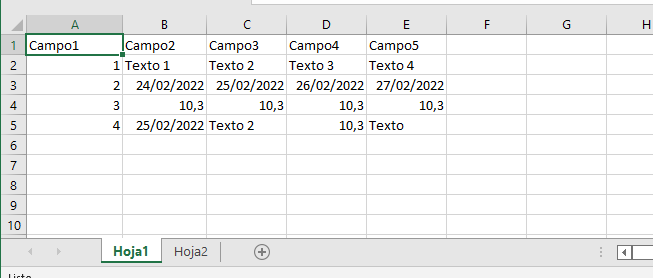 A B C D E F G H
1 Campo1 Campo2 Campo3 Campo4 Campo5
2 1 Texto 1 Texto 2 Texto 3 Texto 4
3 2 24/02/2022 25/02/2022 26/02/2022 27/02/2022
4 3 10,3 10,3 10,3 10,3
5 4 25/02/2022 Texto 2 10,3 Texto
6
7
8
9
10
Hoja1 Hoja2
Listo